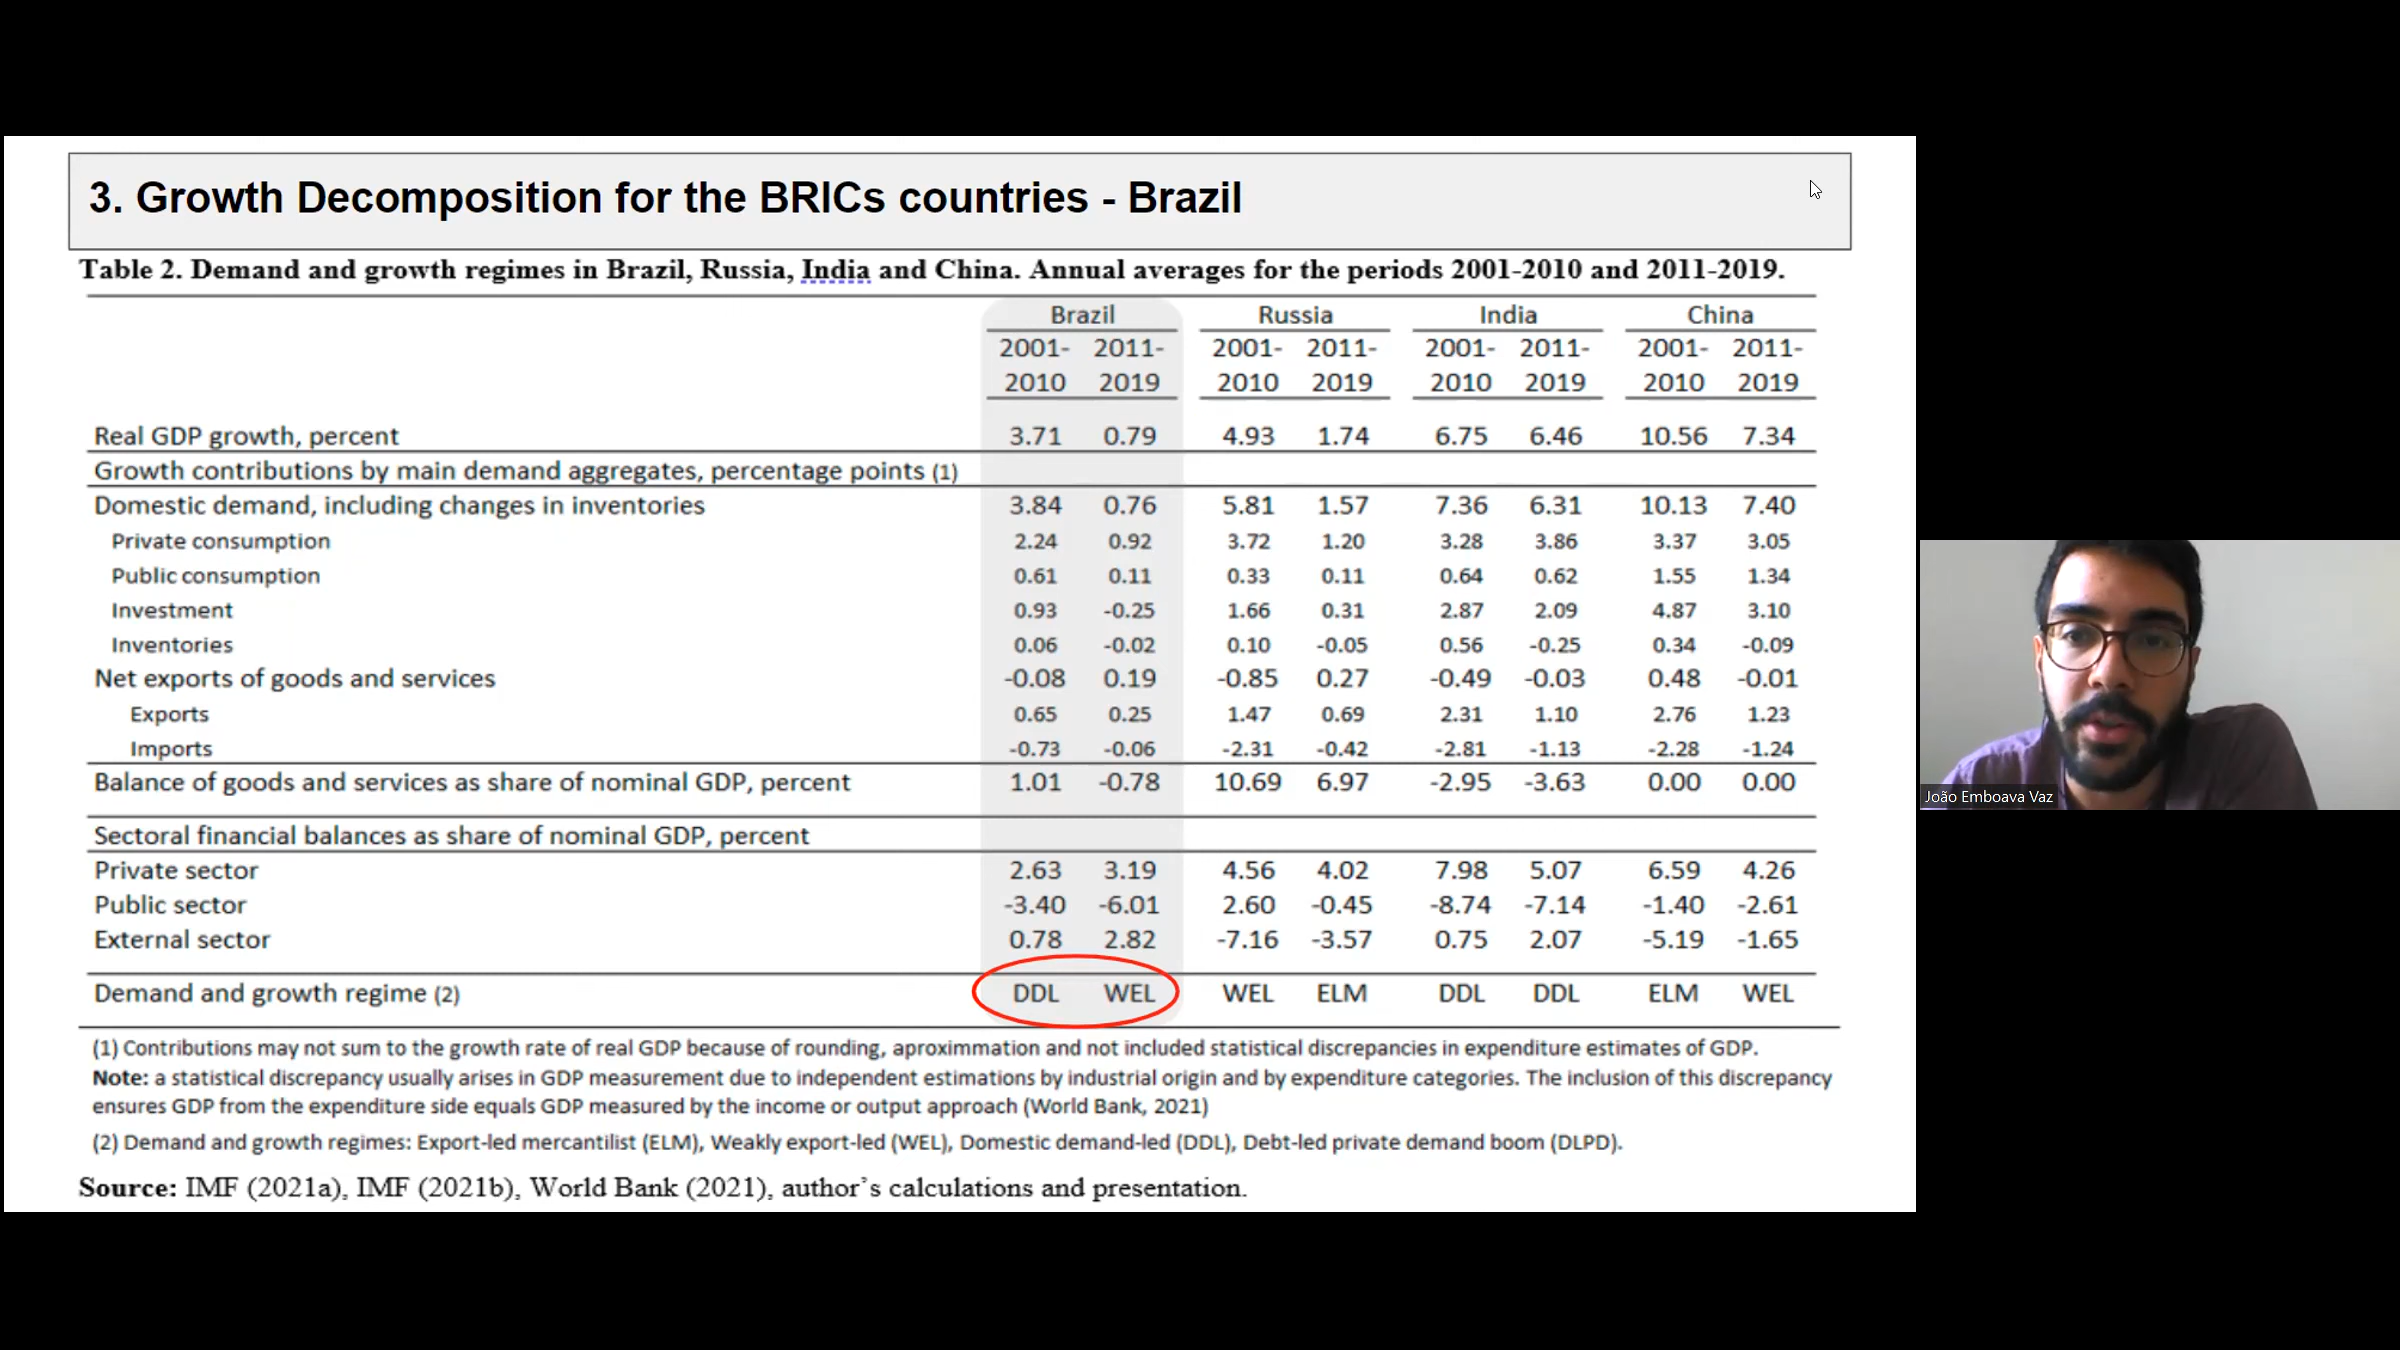 3. Growth Decomposition for the BRICs countries - Brazil
Table 2. Demand and growth regimes in Brazil, Russia, India and China. Annual averages for the periods 2001-2010 and 2011-2019.
Brazil Russia India China
2001- 2011- 2001- 2011- 2001- 2011- 2001- 2011-
2010 2019 2010 2019 2010 2019 2010 2019
Real GDP growth, percent 3.71 0.79 4.93 1.74 6.75 6.46 10.56 7.34
Growth contributions by main demand aggregates, percentage points (1)
Domestic demand, including changes in inventories 3.84 0.76 5.81 1.57 7.36 6.31 10.13 7.40
Private consumption 2.24 0.92 3.72 1.20 3.28 3.86 3.37 3.05
Public consumption 0.61 0.11 0.33 0.11 0.64 0.62 1.55 1.34
Investment 0.93 -0.25 1.66 0.31 2.87 2.09 4.87 3.10
Inventories 0.06 -0.02 0.10 -0.05 0.56 -0.25 0.34 -0.09
Net exports of goods and services -0.08 0.19 -0.85 0.27 -0.49 -0.03 0.48 -0.01
Exports 0.65 0.25 1.47 0.69 2.31 1.10 2.76 1.23
Imports -0.73 -0.06 -2.31 -0.42 -2.81 -1.13 -2.28 -1.24
Balance of goods and services as share of nominal GDP, percent 1.01 -0.78 10.69 6.97 -2.95 -3.63 0.00 0.00
Sectoral financial balances as share of nominal GDP, percent
Private sector 2.63 3.19 4.56 4.02 7.98 5.07 6.59 4.26
Public sector -3.40 -6.01 2.60 -0.45 -8.74 -7.14 -1.40 -2.61
External sector 0.78 2.82 -7.16 -3.57 0.75 2.07 -5.19 -1.65
Demand and growth regime (2) DDL WEL WEL ELM DDL DDL ELM WEL
(1) Contributions may not sum to the growth rate of real GDP because of rounding, aproximmation and not included statistical discrepancies in expenditure estimates of GDP.
Note: a statistical discrepancy usually arises in GDP measurement due to independent estimations by industrial origin and by expenditure categories. The inclusion of this discrepancy
ensures GDP from the expenditure side equals GDP measured by the income or output approach (World Bank, 2021)
(2) Demand and growth regimes: Export-led mercantilist (ELM), Weakly export-led (WEL), Domestic demand-led (DDL), Debt-led private demand boom (DLPD).
Source: IMF (2021a), IMF (2021b), World Bank (2021), author's calculations and presentation.
João Emboava Vaz